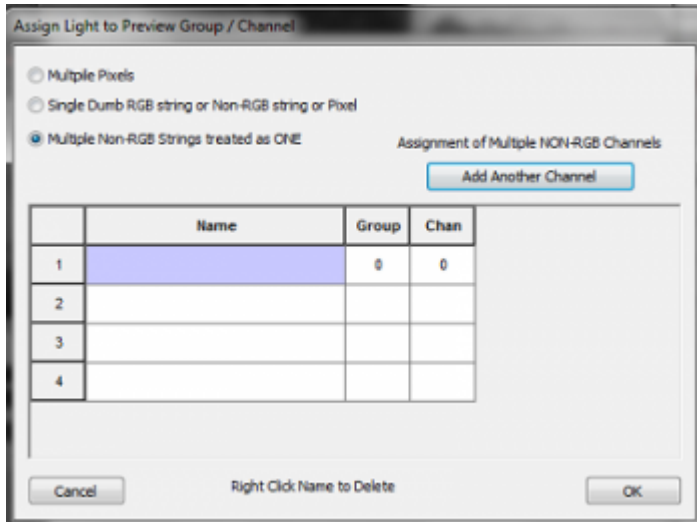 Assign Light to Preview Group / Channel
Multple Pixels
Single Dumb RGB string or Non-RGB string or Pixel
Multiple Non-RGB Strings treated as ONE
Assignment of Multiple NON-RGB Channels
Add Another Channel
Name Group Chan
1 0 0
2
3
4
Cancel Right Click Name to Delete OK